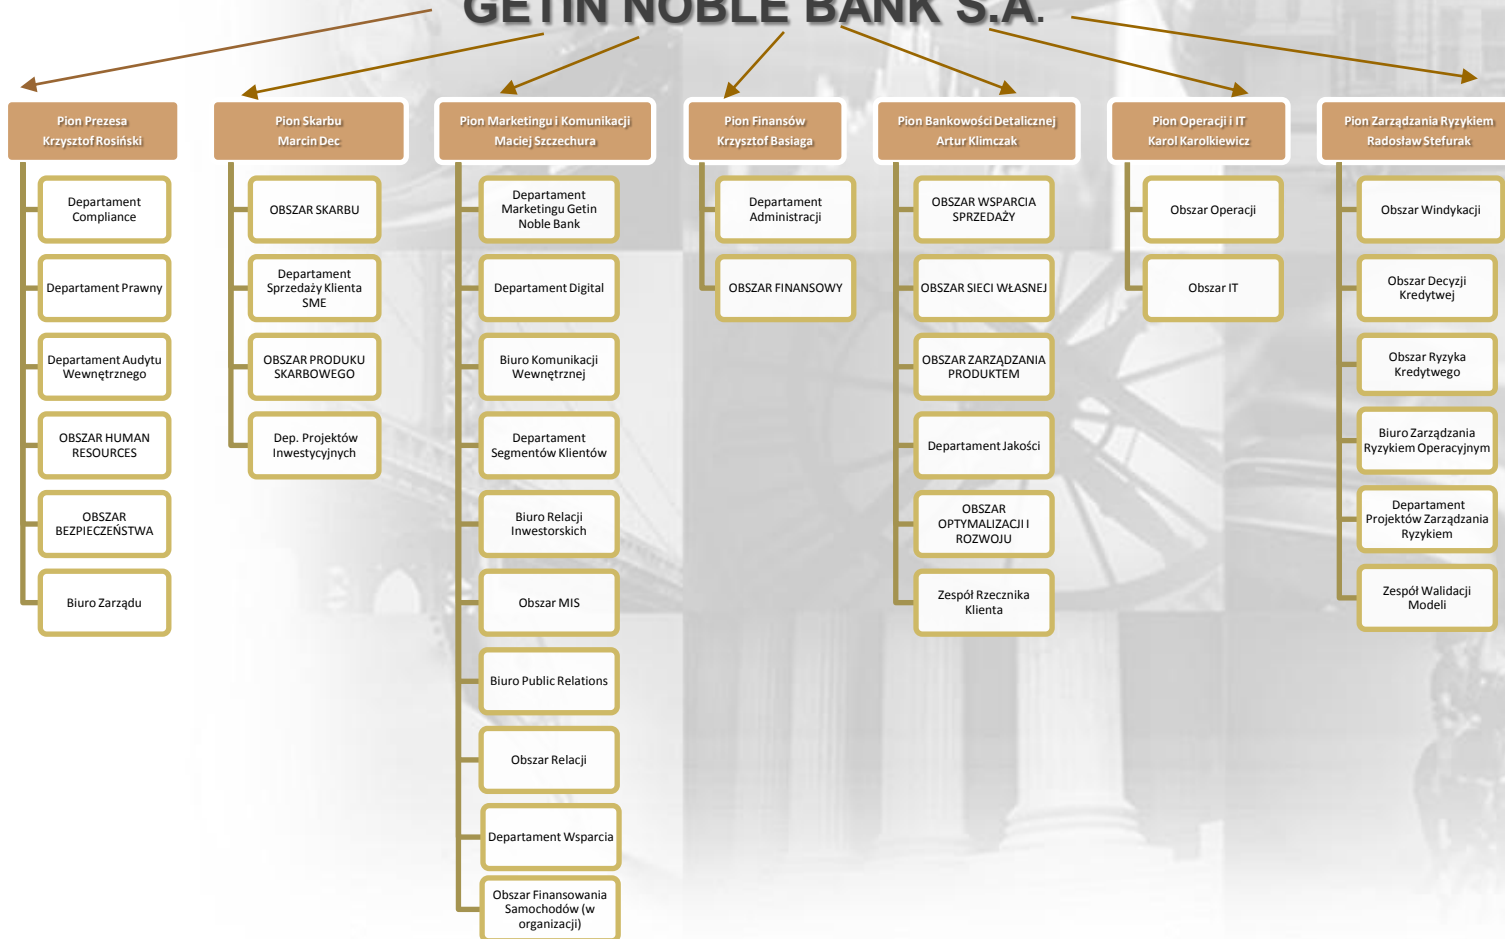 GETIN NOBLE BANK S.A.
Pion Prezesa
Krzysztof Rosiński
Departament
Compliance
Departament Prawny
Departament Audytu
Wewnętrznego
OBSZAR HUMAN
RESOURCES
OBSZAR
BEZPIECZEŃSTWA
Biuro Zarządu
Pion Skarbu
Marcin Dec
OBSZAR SKARBU
Departament
Sprzedaży Klienta
SME
OBSZAR PRODUKU
SKARBOWEGO
Dep. Projektów
Inwestycyjnych
Pion Marketingu i Komunikacji
Maciej Szczechura
Departament
Marketingu Getin
Noble Bank
Departament Digital
Biuro Komunikacji
Wewnętrznej
Departament
Segmentów Klientów
Biuro Relacji
Inwestorskich
Obszar MIS
Biuro Public Relations
Obszar Relacji
Departament Wsparcia
Obszar Finansowania
Samochodów (w
organizacji)
Pion Finansów
Krzysztof Basiaga
Departament
Administracji
OBSZAR FINANSOWY
Pion Bankowości Detalicznej
Artur Klimczak
OBSZAR WSPARCIA
SPRZEDAŻY
OBSZAR SIECI WŁASNEJ
OBSZAR ZARZĄDZANIA
PRODUKTEM
Departament Jakości
OBSZAR
OPTYMALIZACJI I
ROZWOJU
Zespół Rzecznika
Klienta
Pion Operacji i IT
Karol Karolkiewicz
Obszar Operacji
Obszar IT
Pion Zarządzania Ryzykiem
Radosław Stefurak
Obszar Windykacji
Obszar Decyzji
Kredytwej
Obszar Ryzyka
Kredytwego
Biuro Zarządzania
Ryzykiem Operacyjnym
Departament
Projektów Zarządzania
Ryzykiem
Zespół Walidacji
Modeli